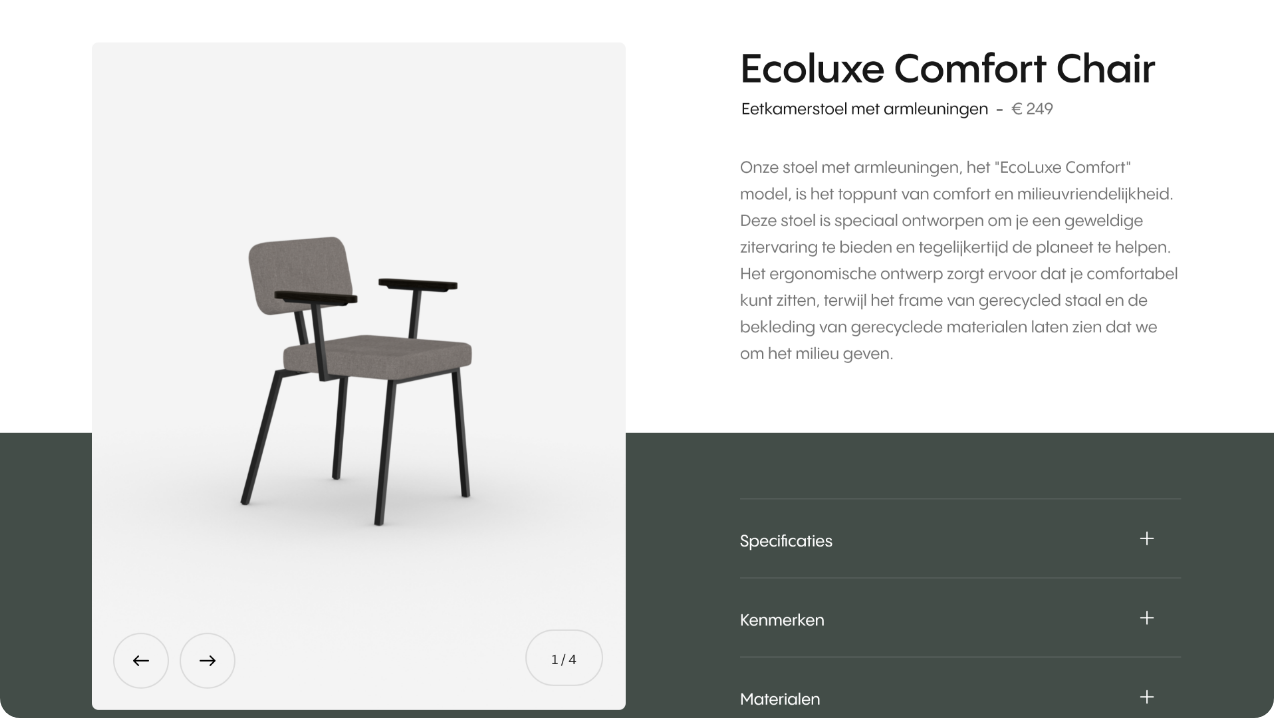 Ecoluxe Comfort Chair
Eetkamerstoel met armleuningen - € 249
Onze stoel met armleuningen, het "EcoLuxe Comfort"
model, is het toppunt van comfort en milieuvriendelijkheid.
Deze stoel is speciaal ontworpen om je een geweldige
zitervaring te bieden en tegelijkertijd de planeet te helpen.
Het ergonomische ontwerp zorgt ervoor dat je comfortabel
kunt zitten, terwijl het frame van gerecycled staal en de
bekleding van gerecyclede materialen laten zien dat we
om het milieu geven.
Specificaties +
Kenmerken +
Materialen +
← → 1 / 4